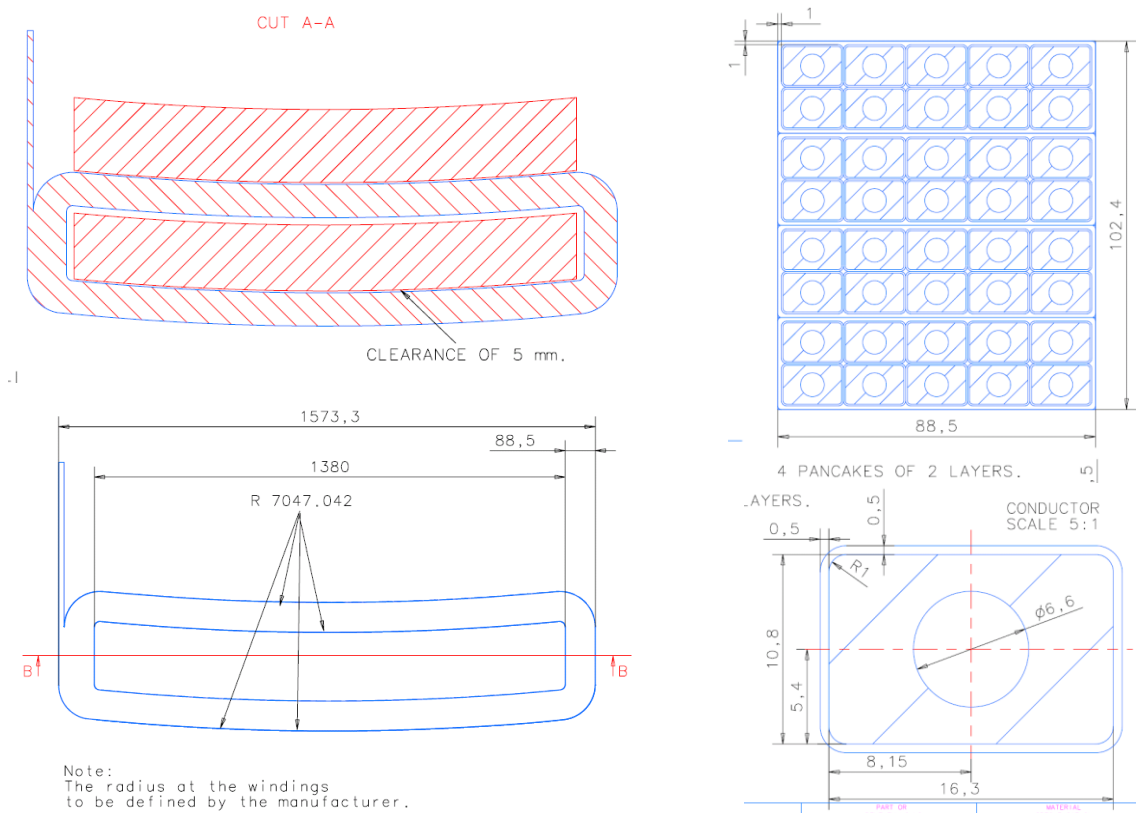 CUT A-A
1
1
102,4
CLEARANCE OF 5 mm.
88,5
1573,3
88,5
1380
R 7047.042
4 PANCAKES OF 2 LAYERS.
,5
LAYERS.
CONDUCTOR
SCALE 5:1
0,5
0,5
R1
Ø6,6
10,8
5,4
8,15
16,3
B
B
Note:
The radius at the windings
to be defined by the manufacturer.
PART OR
MATERIAL